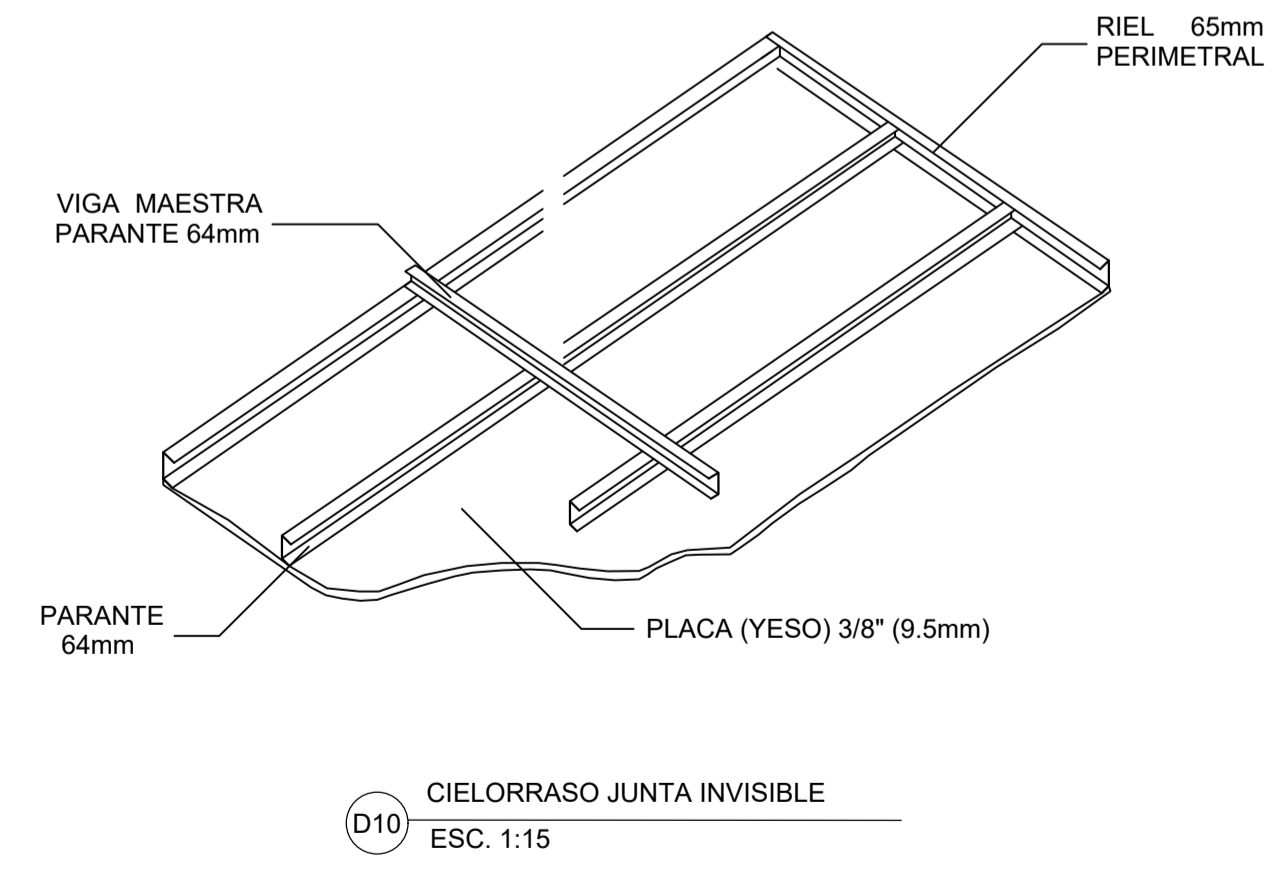 RIEL 65mm
PERIMETRAL
VIGA MAESTRA
PARANTE 64mm
PARANTE
64mm
PLACA (YESO) 3/8" (9.5mm)
D10
CIELORRASO JUNTA INVISIBLE
ESC. 1:15